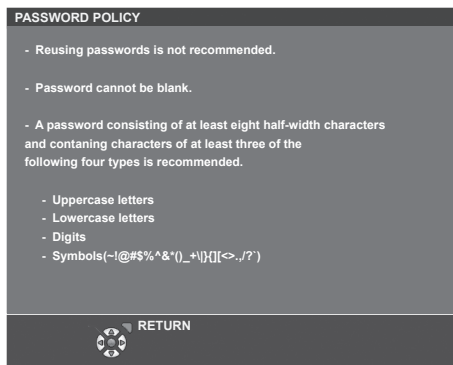 PASSWORD POLICY
- Reusing passwords is not recommended.
- Password cannot be blank.
- A password consisting of at least eight half-width characters
and contaning characters of at least three of the
following four types is recommended.
- Uppercase letters
- Lowercase letters
- Digits
- Symbols(~!@#$%^&*()_+\|}{][<>.,/?`)
RETURN